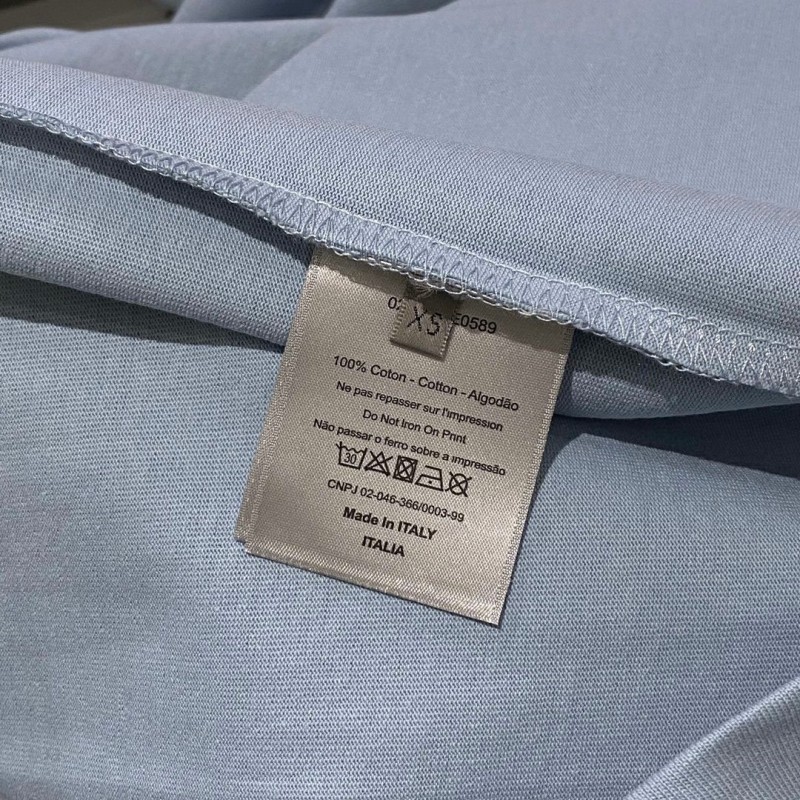 XS
E0589
100% Coton - Cotton - Algodão
Ne pas repasser sur l'impression
Do Not Iron On Print
Não passar o ferro sobre a impressão
30
CNPJ 02-046-366/0003-99
Made In ITALY
ITALIA